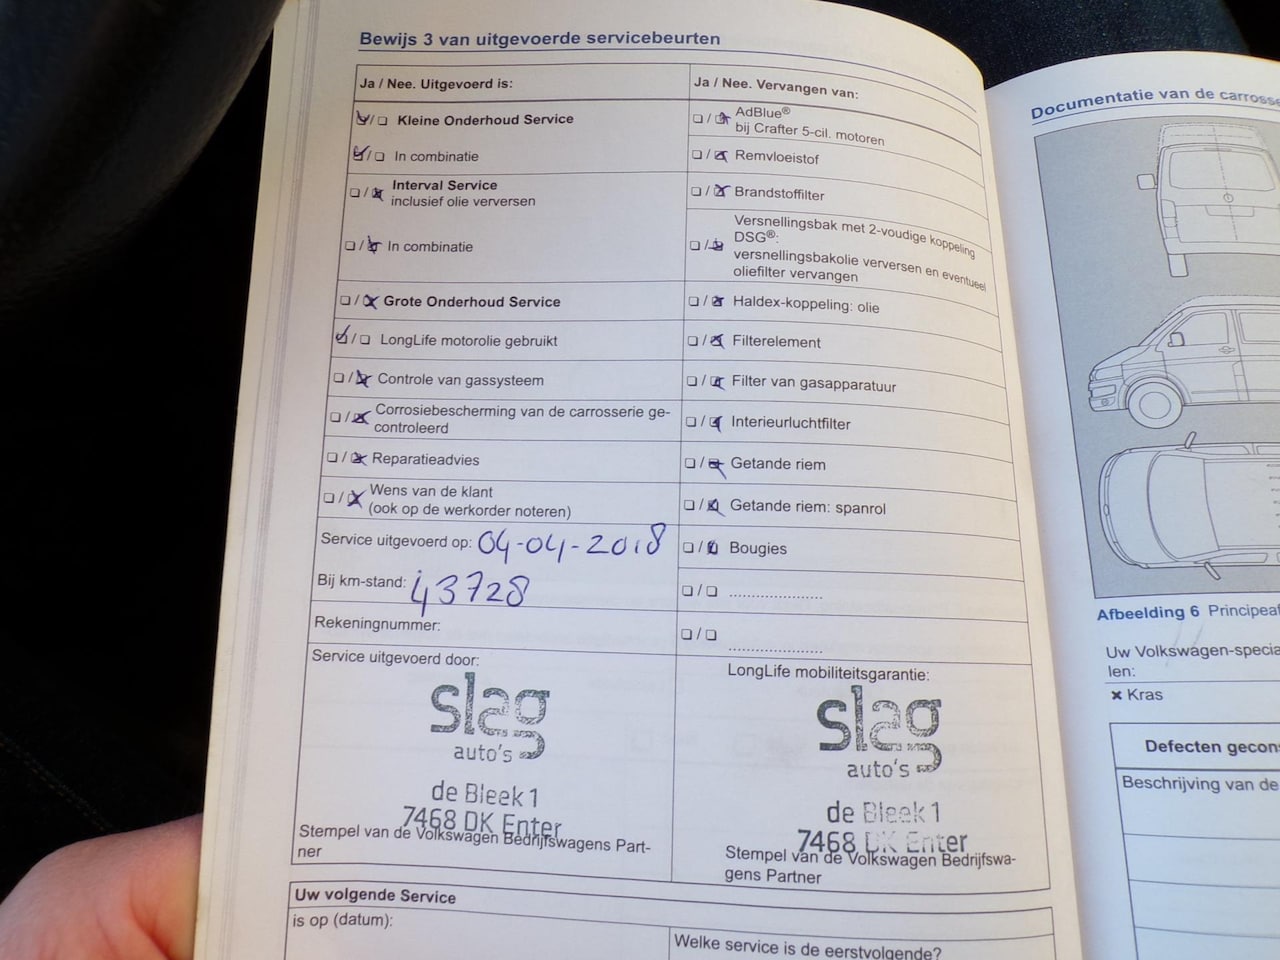 Bewijs 3 van uitgevoerde servicebeurten
Ja / Nee. Uitgevoerd is:
Kleine Onderhoud Service
In combinatie
Interval Service
inclusief olie verversen
In combinatie
Grote Onderhoud Service
LongLife motorolie gebruikt
Controle van gassysteem
Corrosiebescherming van de carrosserie ge-
controleerd
Reparatieadvies
Wens van de klant
(ook op de werkorder noteren)
Service uitgevoerd op: 04-04-2018
Bij km-stand: 43728
Rekeningnummer:
Service uitgevoerd door:
slag
auto's
de Bleek 1
7468 DK Enter
Stempel van de Volkswagen Bedrijfswagens Part-
ner
Ja / Nee. Vervangen van:
AdBlue®
bij Crafter 5-cil. motoren
Remvloeistof
Brandstoffilter
Versnellingsbak met 2-voudige koppeling
DSG®:
versnellingsbakolie verversen en eventueel
oliefilter vervangen
Haldex-koppeling: olie
Filterelement
Filter van gasapparatuur
Interieurluchtfilter
Getande riem
Getande riem: spanrol
Bougies
LongLife mobiliteitsgarantie:
slag
auto's
de Bleek 1
7468 DK Enter
Stempel van de Volkswagen Bedrijfswa-
gens Partner
Uw volgende Service
is op (datum):
Welke service is de eerstvolgende?
Documentatie van de carrosse
Afbeelding 6 Principeaf
Uw Volkswagen-specia
len:
× Kras
Defecten gecons
Beschrijving van de